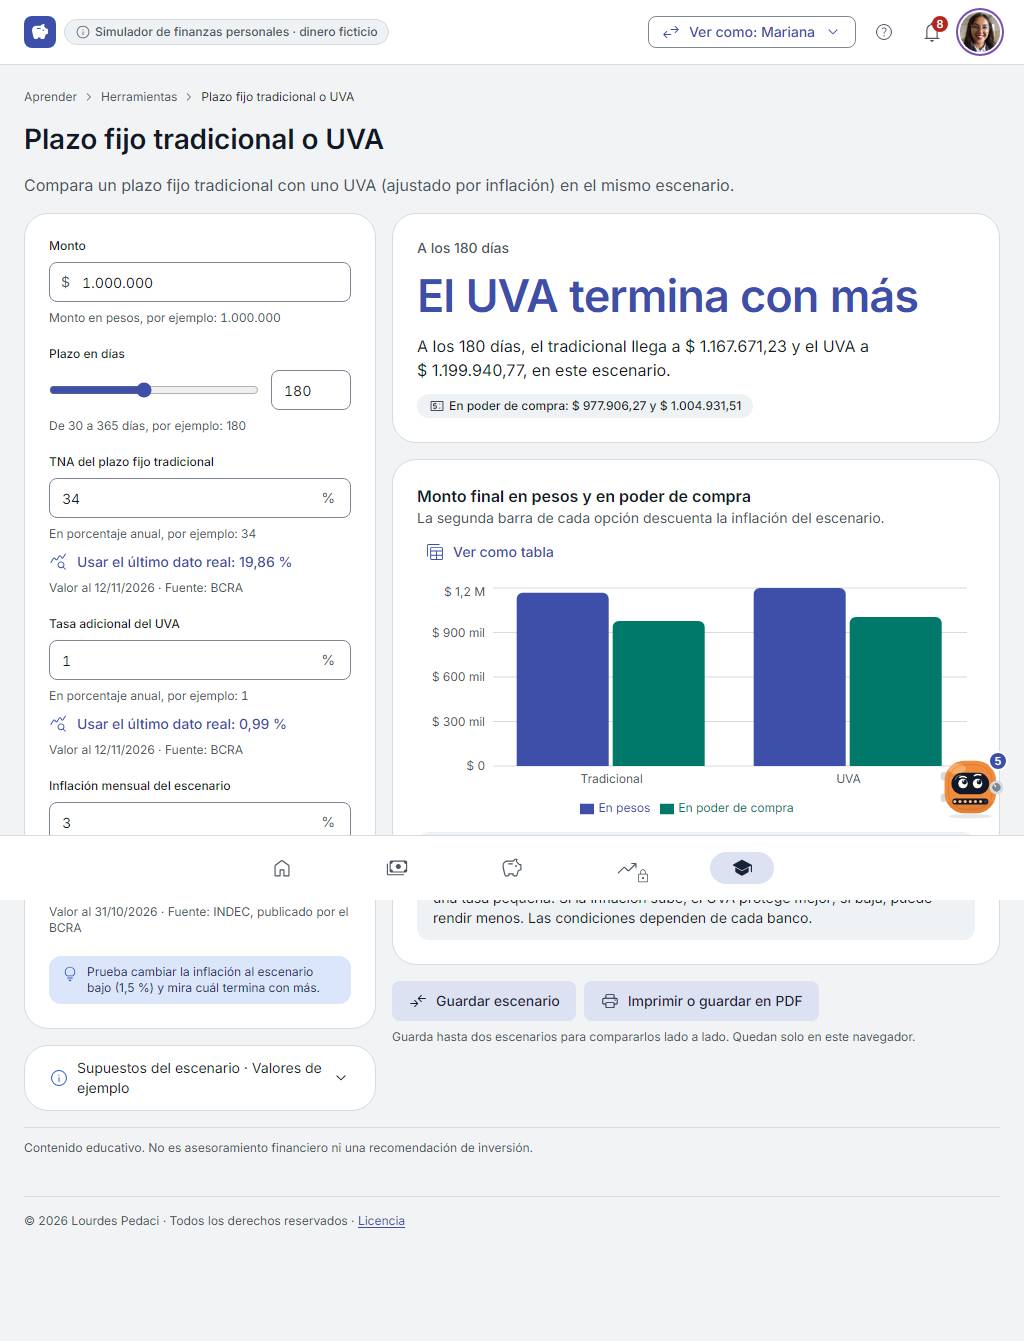 Simulador de finanzas personales · dinero ficticio
Ver como: Mariana
8
Aprender
Herramientas
Plazo fijo tradicional o UVA
Plazo fijo tradicional o UVA
Compara un plazo fijo tradicional con uno UVA (ajustado por inflación) en el mismo escenario.
Monto
$ 1.000.000
Monto en pesos, por ejemplo: 1.000.000
Plazo en días
180
De 30 a 365 días, por ejemplo: 180
TNA del plazo fijo tradicional
34 %
En porcentaje anual, por ejemplo: 34
Usar el último dato real: 19,86 %
Valor al 12/11/2026 · Fuente: BCRA
Tasa adicional del UVA
1 %
En porcentaje anual, por ejemplo: 1
Usar el último dato real: 0,99 %
Valor al 12/11/2026 · Fuente: BCRA
Inflación mensual del escenario
3 %
Valor al 31/10/2026 · Fuente: INDEC, publicado por el
BCRA
Prueba cambiar la inflación al escenario
bajo (1,5 %) y mira cuál termina con más.
Supuestos del escenario · Valores de
ejemplo
A los 180 días
El UVA termina con más
A los 180 días, el tradicional llega a $ 1.167.671,23 y el UVA a
$ 1.199.940,77, en este escenario.
En poder de compra: $ 977.906,27 y $ 1.004.931,51
Monto final en pesos y en poder de compra
La segunda barra de cada opción descuenta la inflación del escenario.
Ver como tabla
$ 1,2 M
$ 900 mil
$ 600 mil
$ 300 mil
$ 0
Tradicional
UVA
En pesos
En poder de compra
5
una tasa pequeña. Si la inflación sube, el UVA protege mejor; si baja, puede
rendir menos. Las condiciones dependen de cada banco.
Guardar escenario
Imprimir o guardar en PDF
Guarda hasta dos escenarios para compararlos lado a lado. Quedan solo en este navegador.
Contenido educativo. No es asesoramiento financiero ni una recomendación de inversión.
© 2026 Lourdes Pedaci · Todos los derechos reservados · Licencia